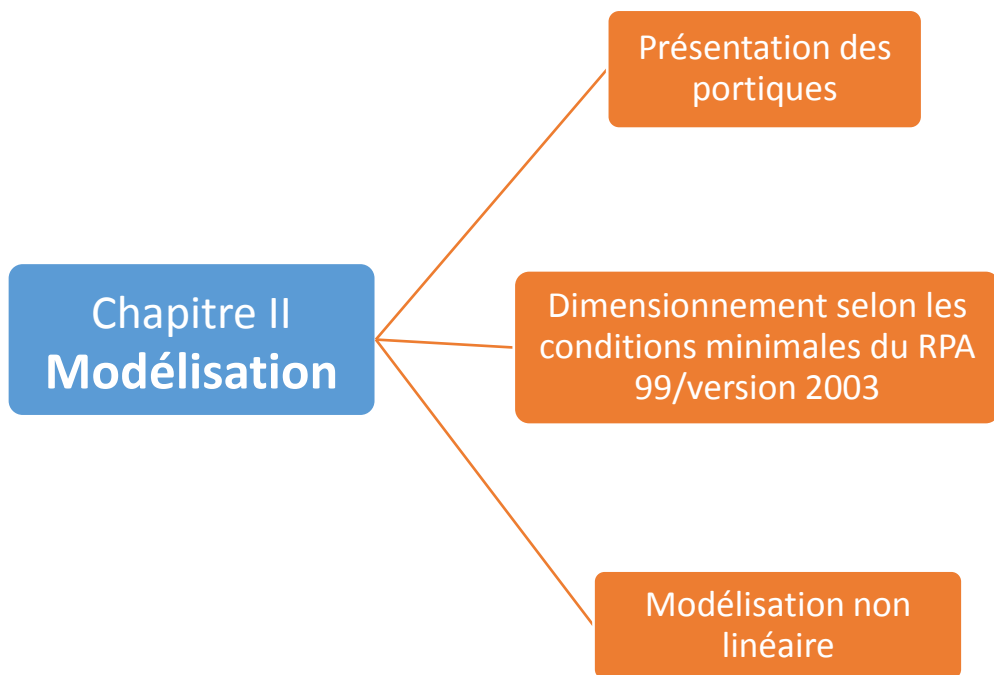 Chapitre II
Modélisation
Présentation des
portiques
Dimensionnement selon les
conditions minimales du RPA
99/version 2003
Modélisation non
linéaire